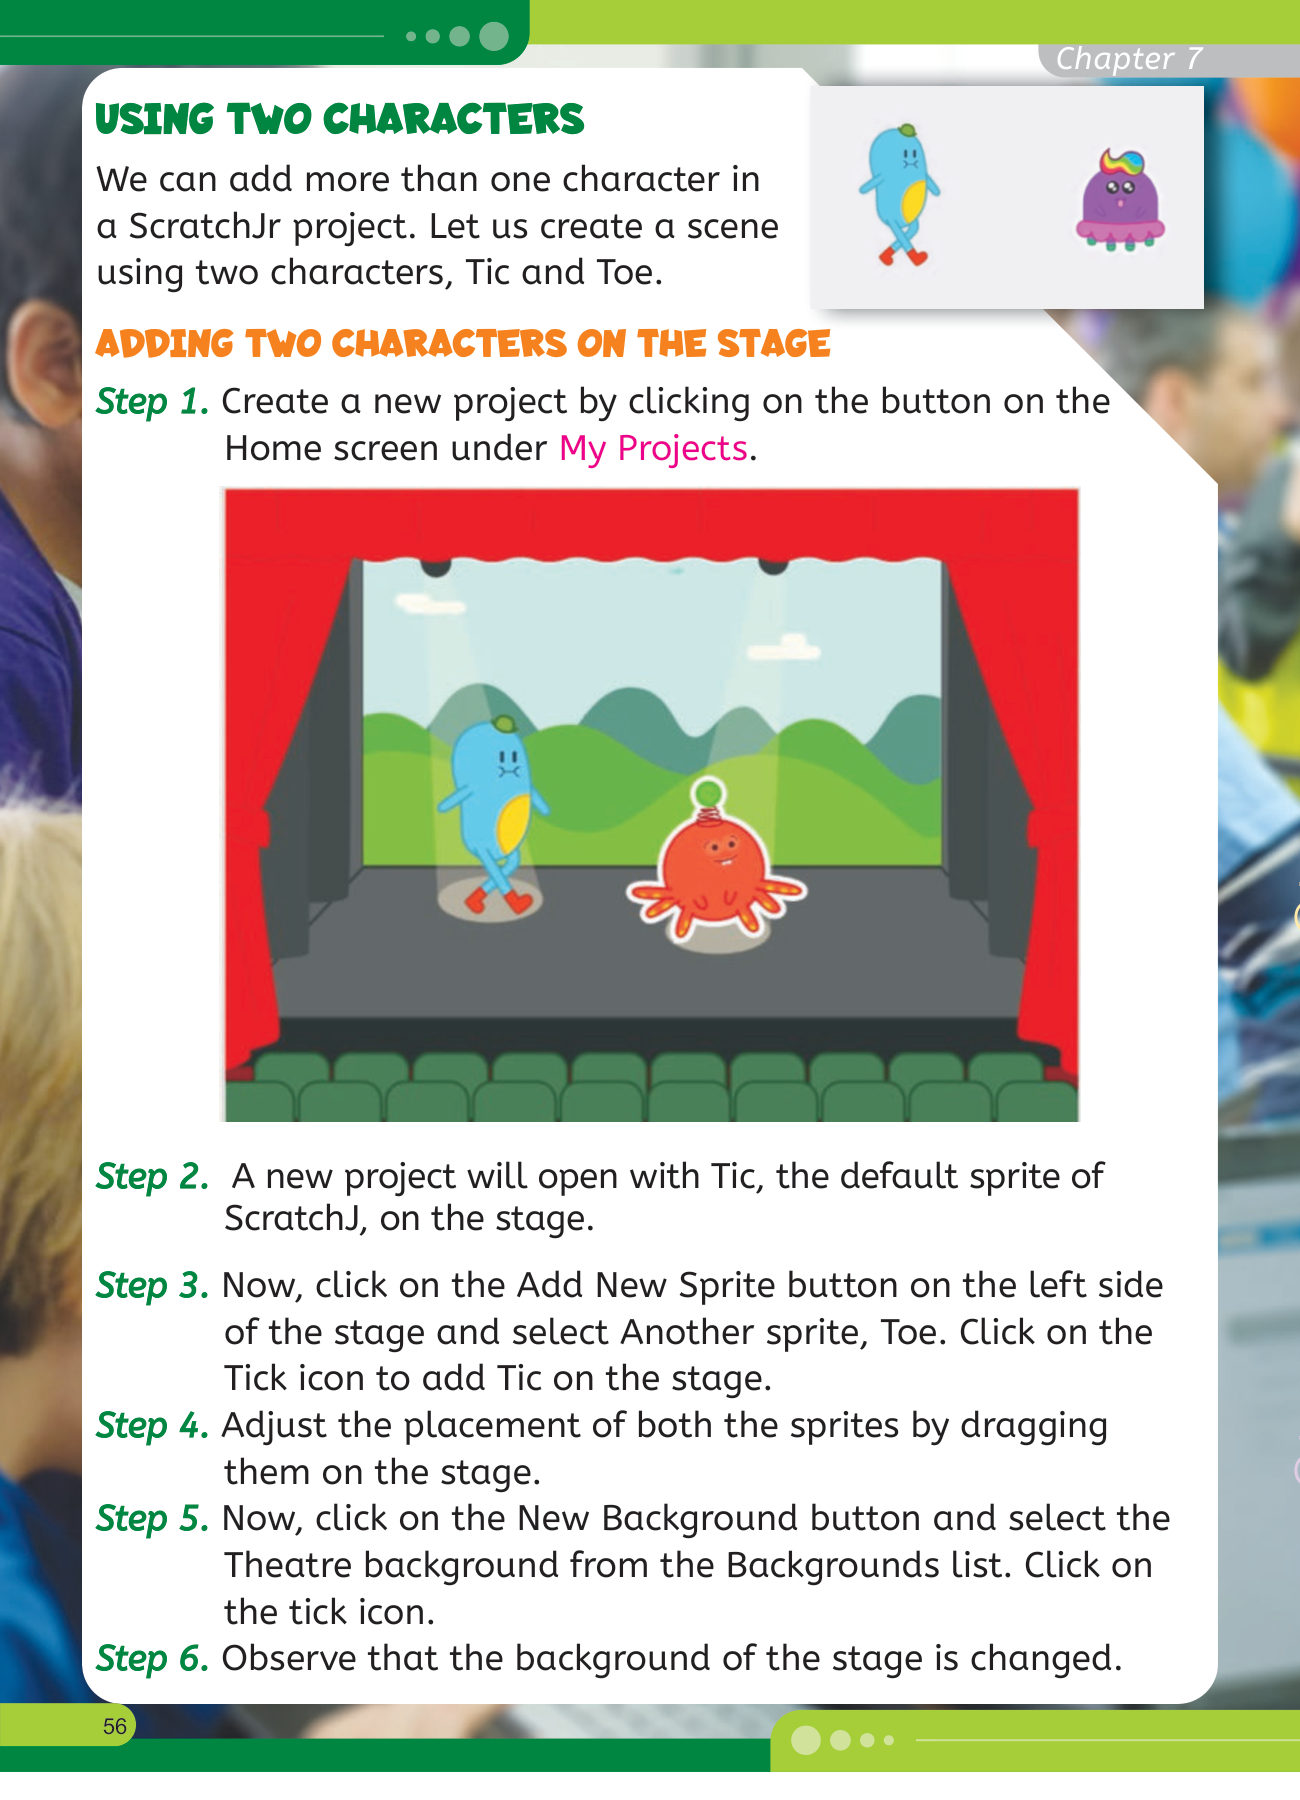 Chapter 7
USING TWO CHARACTERS
We can add more than one character in
a ScratchJr project. Let us create a scene
using two characters, Tic and Toe.
ADDING TWO CHARACTERS ON THE STAGE
Step 1. Create a new project by clicking on the button on the
Home screen under My Projects.
Step 2. A new project will open with Tic, the default sprite of
ScratchJ, on the stage.
Step 3. Now, click on the Add New Sprite button on the left side
of the stage and select Another sprite, Toe. Click on the
Tick icon to add Tic on the stage.
Step 4. Adjust the placement of both the sprites by dragging
them on the stage.
Step 5. Now, click on the New Background button and select the
Theatre background from the Backgrounds list. Click on
the tick icon.
Step 6. Observe that the background of the stage is changed.
56